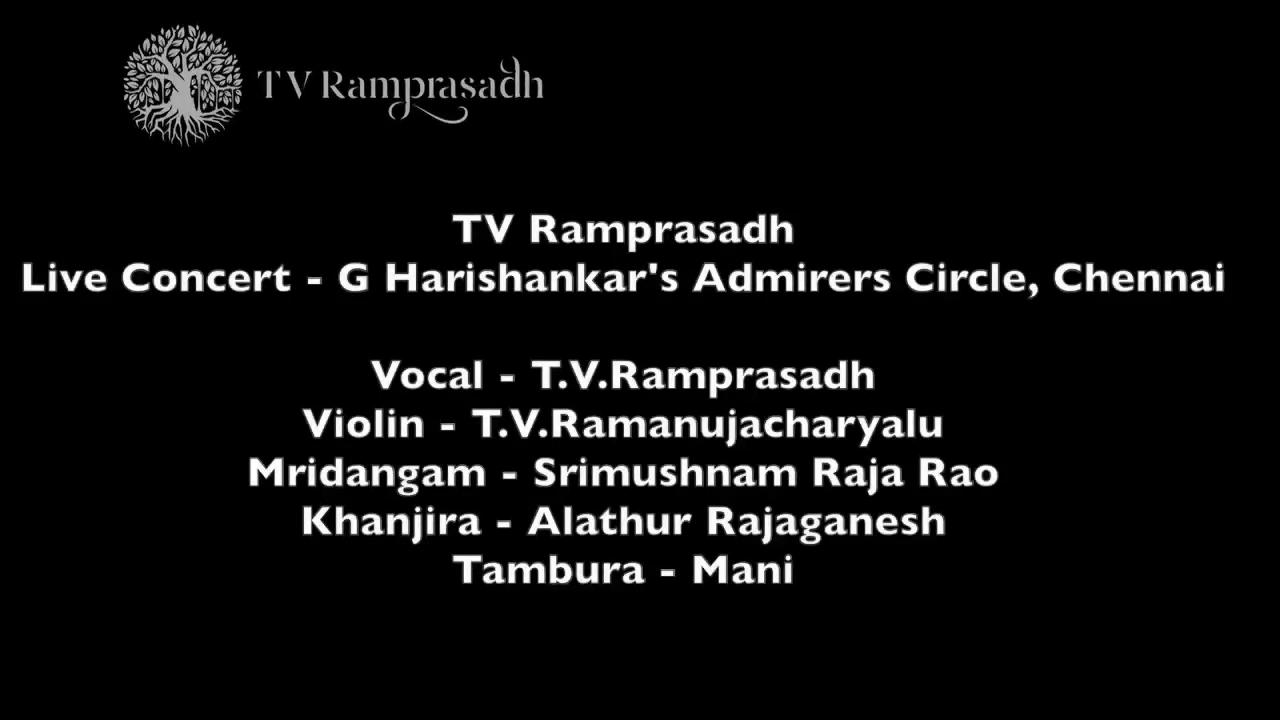 TV Ramprasadh
TV Ramprasadh
Live Concert - G Harishankar's Admirers Circle, Chennai
Vocal - T.V.Ramprasadh
Violin - T.V.Ramanujacharyalu
Mridangam - Srimushnam Raja Rao
Khanjira - Alathur Rajaganesh
Tambura - Mani